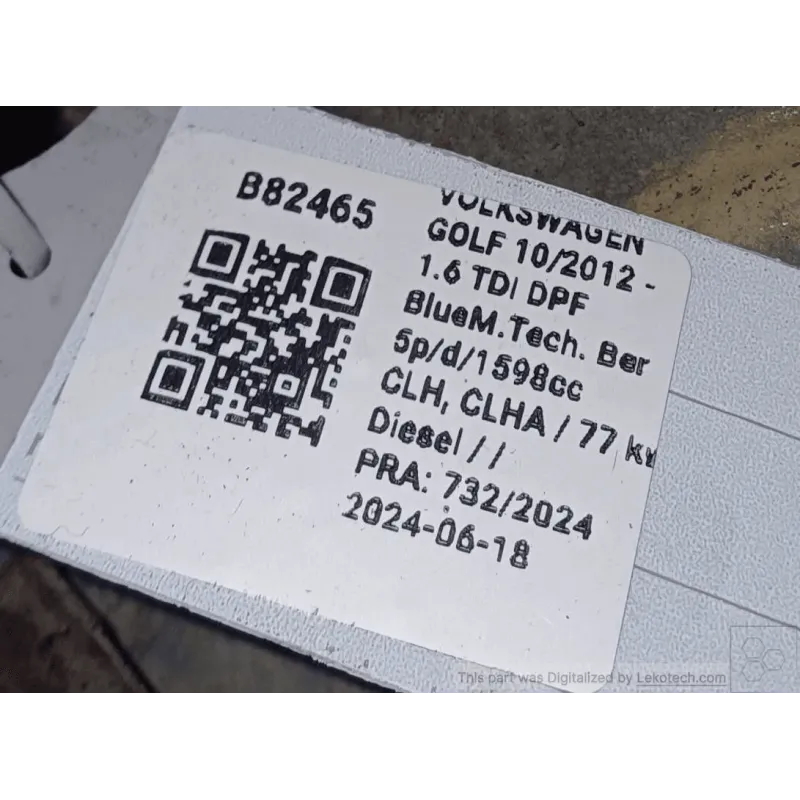 B82465
VOLKSWAGEN
GOLF 10/2012 -
1.6 TDI DPF
BlueM.Tech. Ber
5p/d/1598cc
CLH, CLHA / 77 kw
Diesel / /
PRA: 732/2024
2024-06-18
This part was Digitalized by Lekotech.com